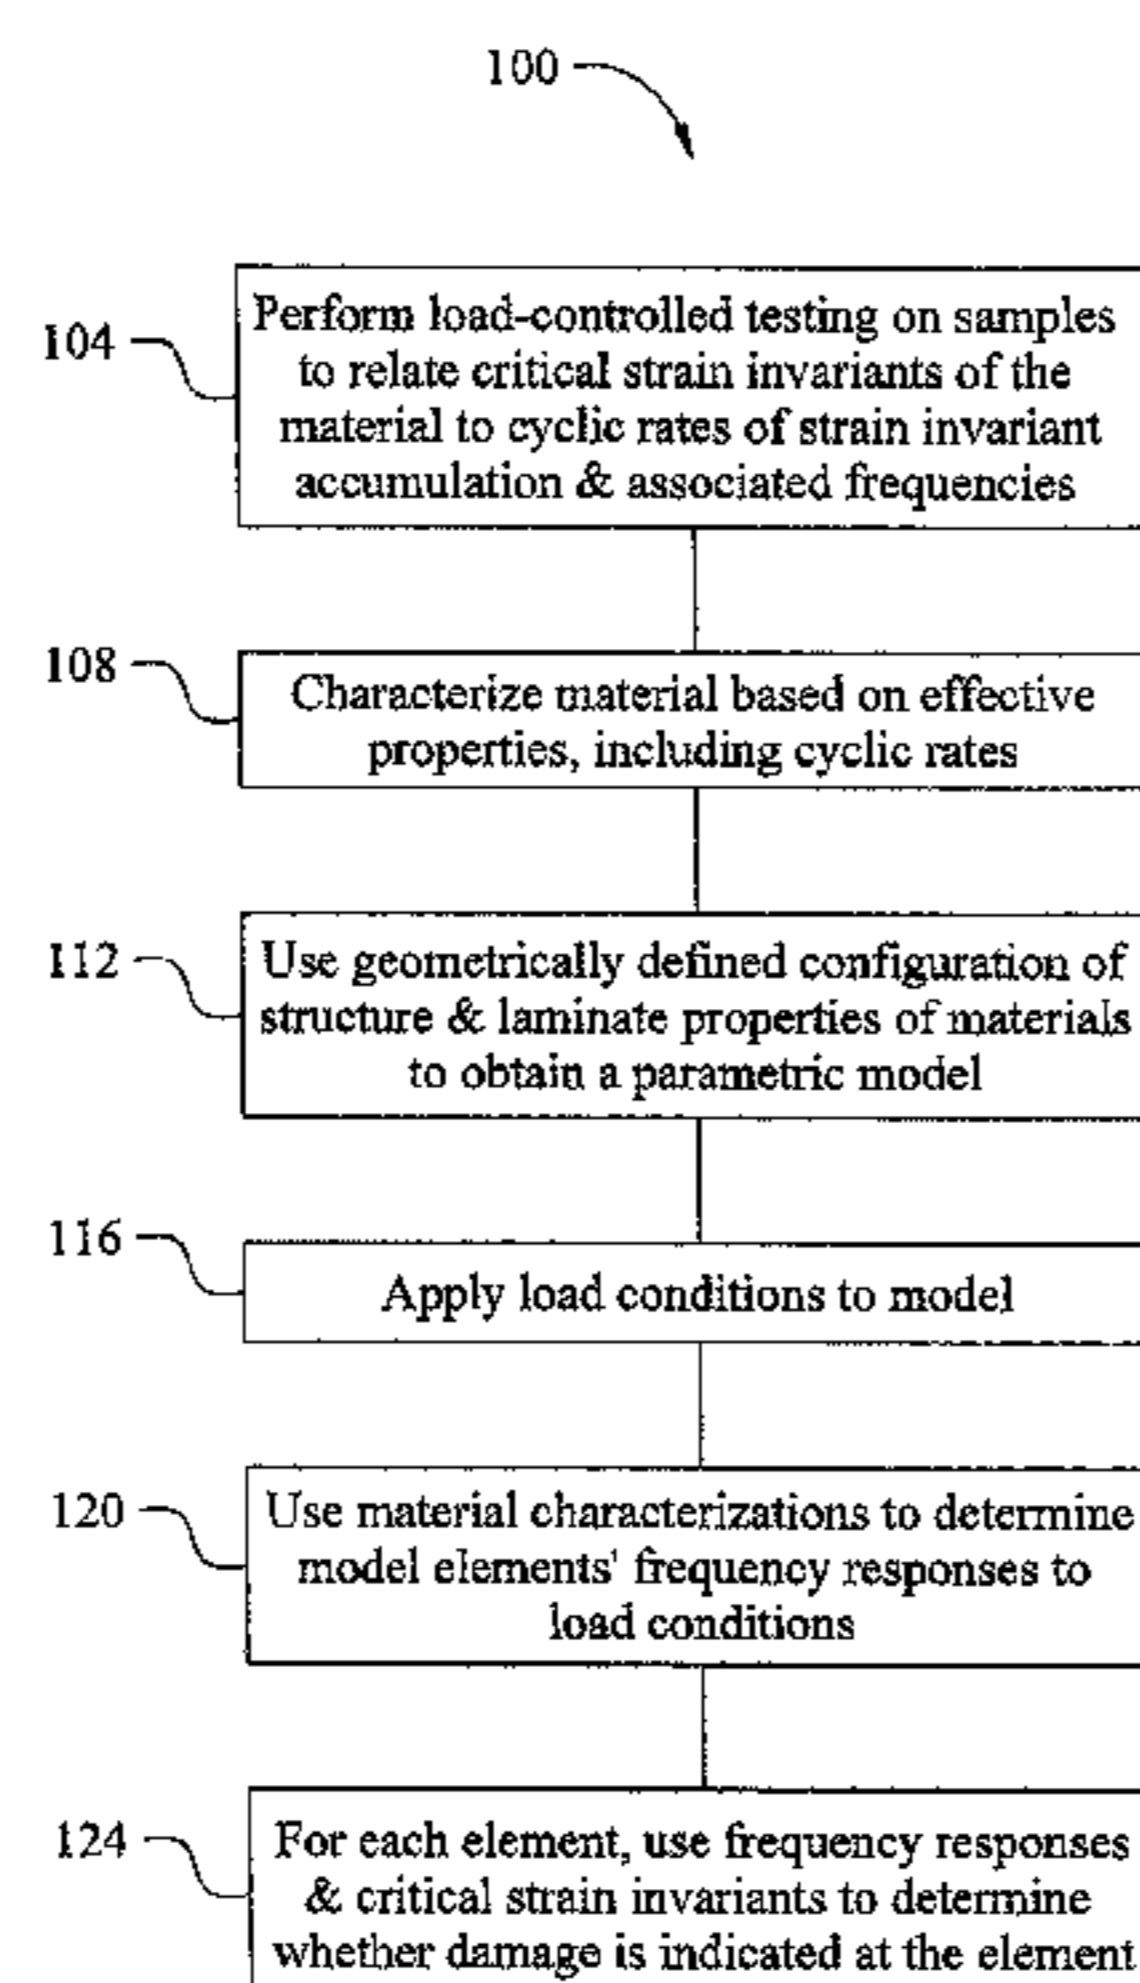 100
104
Perform load-controlled testing on samples
to relate critical strain invariants of the
material to cyclic rates of strain invariant
accumulation & associated frequencies
108
Characterize material based on effective
properties, including cyclic rates
112
Use geometrically defined configuration of
structure & laminate properties of materials
to obtain a parametric model
116
Apply load conditions to model
120
Use material characterizations to determine
model elements' frequency responses to
load conditions
124
For each element, use frequency responses
& critical strain invariants to determine
whether damage is indicated at the element